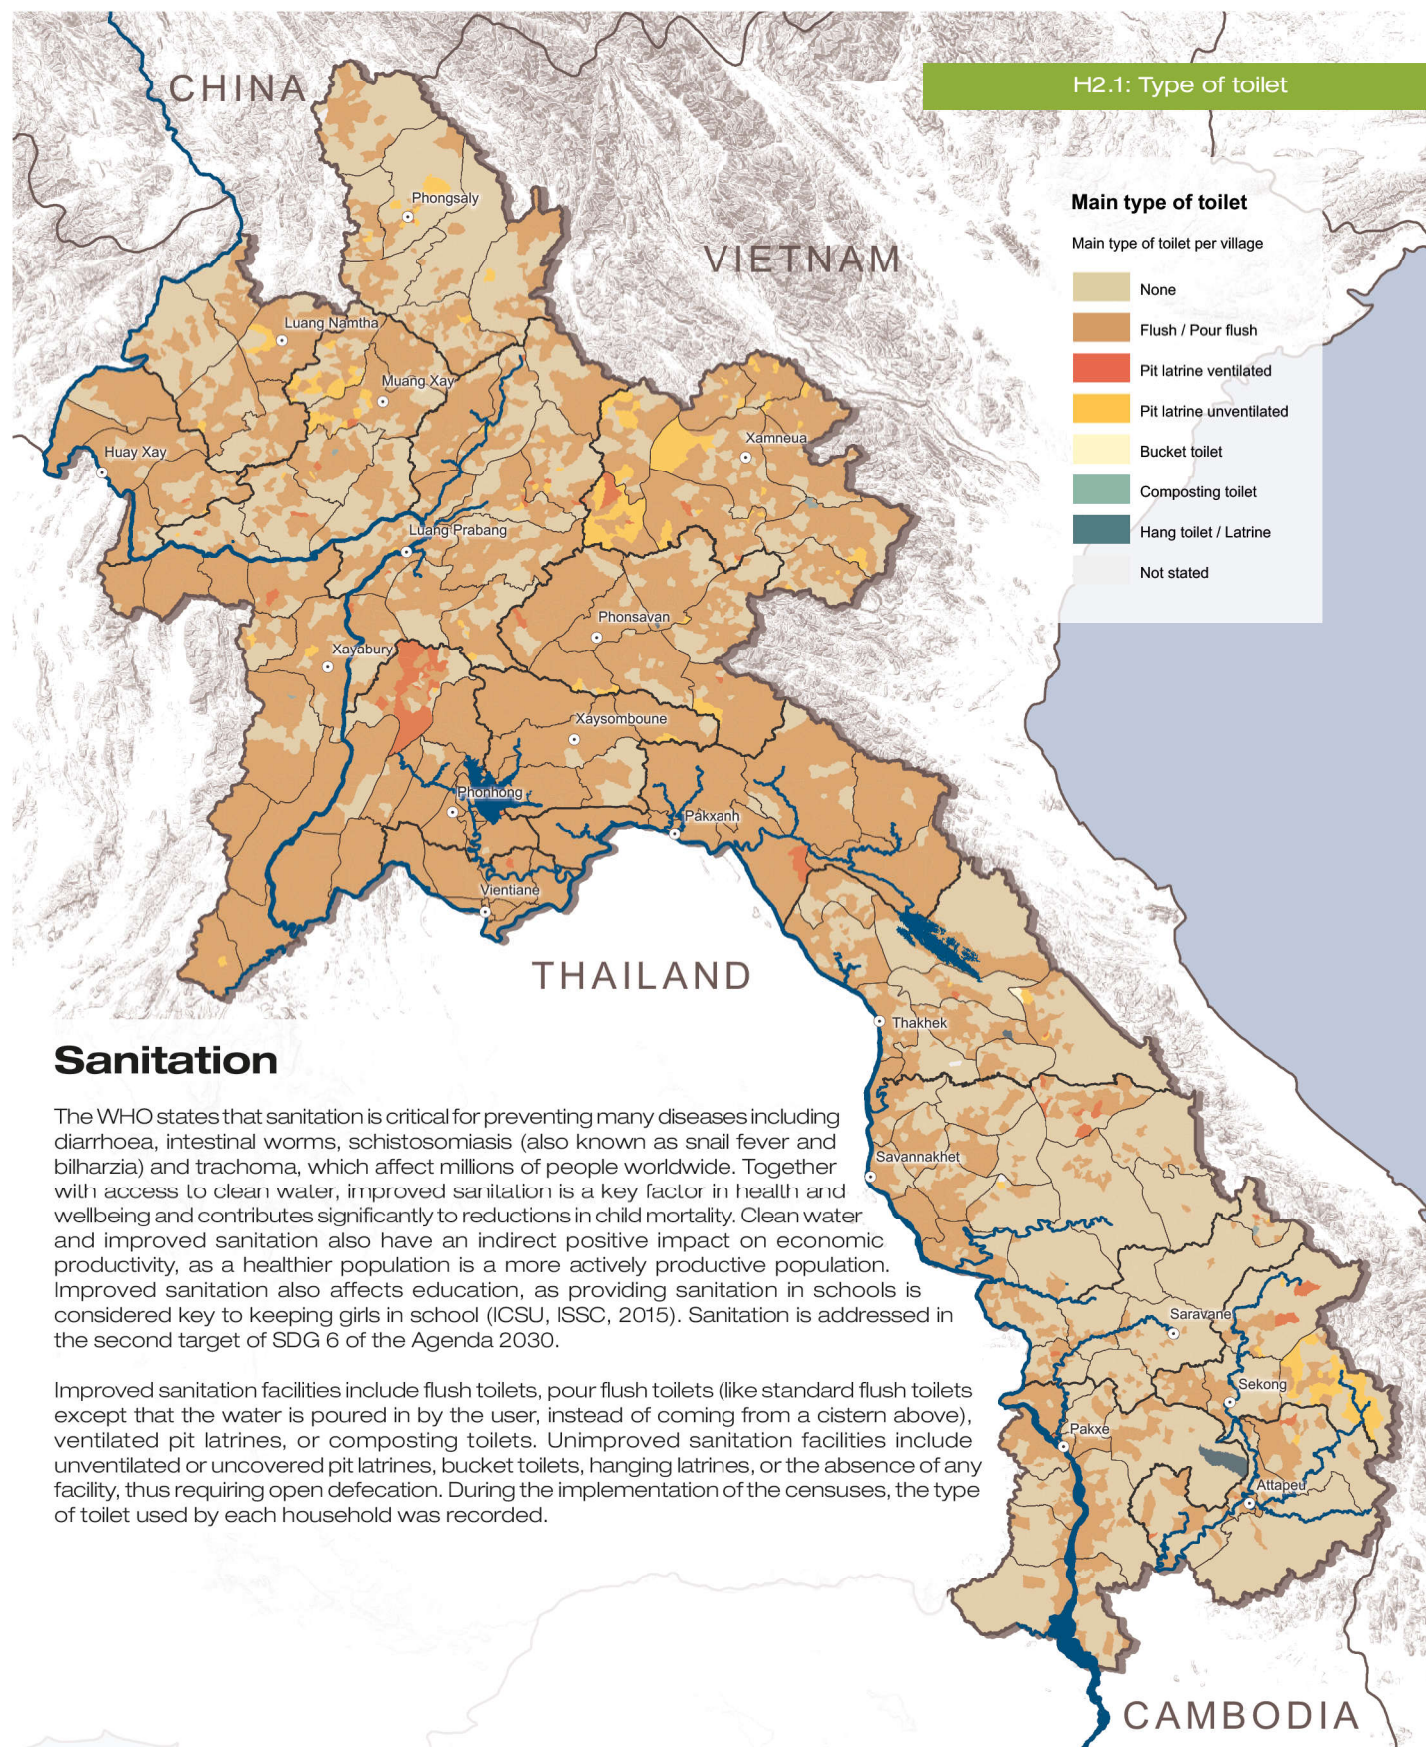 CHINA
H2.1: Type of toilet
Main type of toilet
Main type of toilet per village
None
Flush / Pour flush
Pit latrine ventilated
Pit latrine unventilated
Bucket toilet
Composting toilet
Hang toilet / Latrine
Not stated
VIETNAM
Phongsaly
Luang Namtha
Muang Xay
Huay Xay
Xamneua
Luang Prabang
Phonsavan
Xayabury
Xaysomboune
Phonhong
Pakxanh
Vientiane
THAILAND
Thakhek
Savannakhet
Saravane
Sekong
Pakxe
Attapeu
CAMBODIA
Sanitation
The WHO states that sanitation is critical for preventing many diseases including
diarrhoea, intestinal worms, schistosomiasis (also known as snail fever and
bilharzia) and trachoma, which affect millions of people worldwide. Together
with access to clean water, improved sanitation is a key factor in health and
wellbeing and contributes significantly to reductions in child mortality. Clean water
and improved sanitation also have an indirect positive impact on economic
productivity, as a healthier population is a more actively productive population.
Improved sanitation also affects education, as providing sanitation in schools is
considered key to keeping girls in school (ICSU, ISSC, 2015). Sanitation is addressed in
the second target of SDG 6 of the Agenda 2030.
Improved sanitation facilities include flush toilets, pour flush toilets (like standard flush toilets
except that the water is poured in by the user, instead of coming from a cistern above),
ventilated pit latrines, or composting toilets. Unimproved sanitation facilities include
unventilated or uncovered pit latrines, bucket toilets, hanging latrines, or the absence of any
facility, thus requiring open defecation. During the implementation of the censuses, the type
of toilet used by each household was recorded.